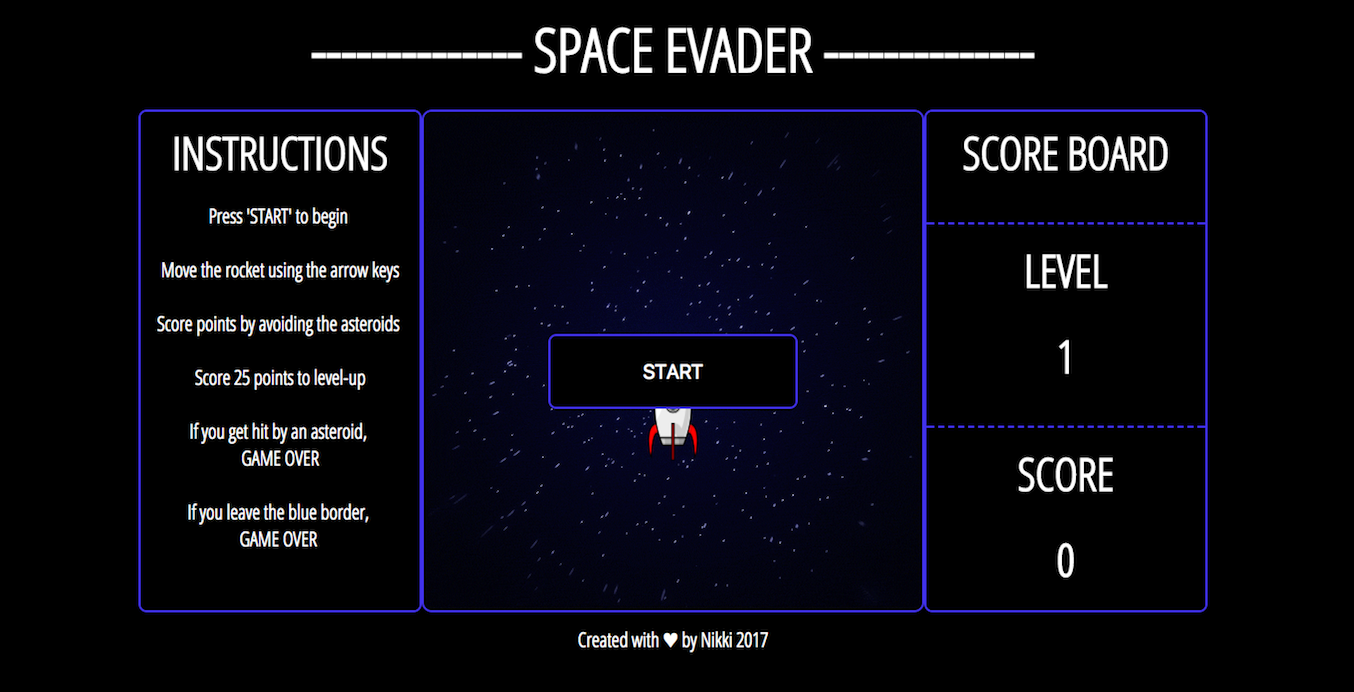 --------------- SPACE EVADER ---------------
INSTRUCTIONS
Press 'START' to begin
Move the rocket using the arrow keys
Score points by avoiding the asteroids
Score 25 points to level-up
If you get hit by an asteroid,
GAME OVER
If you leave the blue border,
GAME OVER
START
SCORE BOARD
LEVEL
1
SCORE
0
Created with ♥ by Nikki 2017